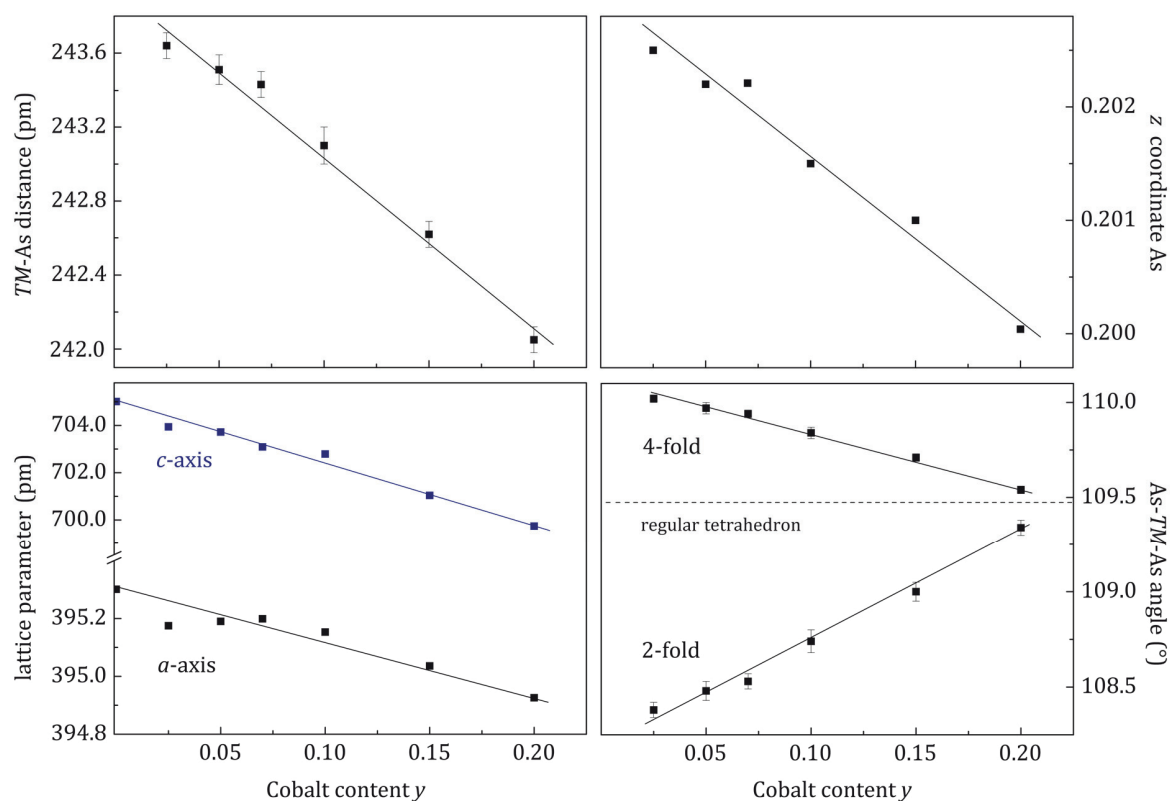 TM-As distance (pm)
243.6
243.2
242.8
242.4
242.0
0.202
0.201
0.200
z coordinate As
lattice parameter (pm)
704.0
702.0
700.0
395.2
395.0
394.8
c-axis
a-axis
0.05
0.10
0.15
0.20
Cobalt content y
4-fold
regular tetrahedron
2-fold
110.0
109.5
109.0
108.5
As-TM-As angle (°)
0.05
0.10
0.15
0.20
Cobalt content y